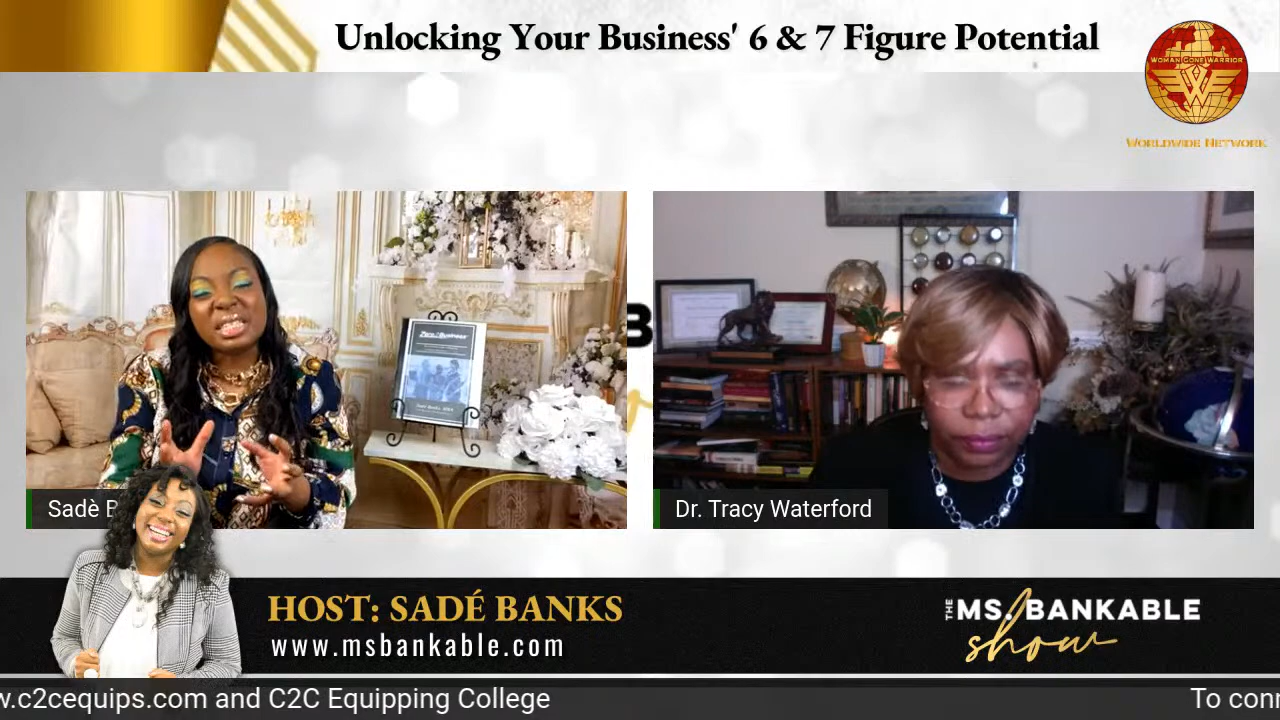 Unlocking Your Business' 6 & 7 Figure Potential
WOMAN GONE WARRIOR
WORLDWIDE NETWORK
B
Sadè B
Dr. Tracy Waterford
HOST: SADÉ BANKS
www.msbankable.com
THE MS. BANKABLE
show
w.c2cequips.com and C2C Equipping College
To conn